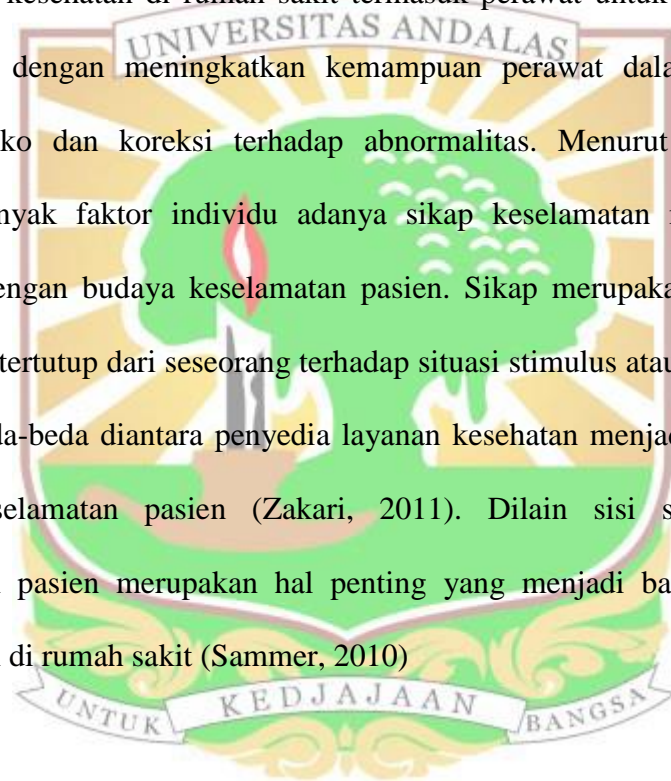 kesehatan di rumah sakit termasuk perawat untuk
UNIVERSITAS ANDALAS
dengan meningkatkan kemampuan perawat dala
ko dan koreksi terhadap abnormalitas. Menurut
nyak faktor individu adanya sikap keselamatan
engan budaya keselamatan pasien. Sikap merupaka
tertutup dari seseorang terhadap situasi stimulus atau
da-beda diantara penyedia layanan kesehatan menjad
selamatan pasien (Zakari, 2011). Dilain sisi s
pasien merupakan hal penting yang menjadi ba
di rumah sakit (Sammer, 2010)
UNTUK KEDJAJAAN BANGSA